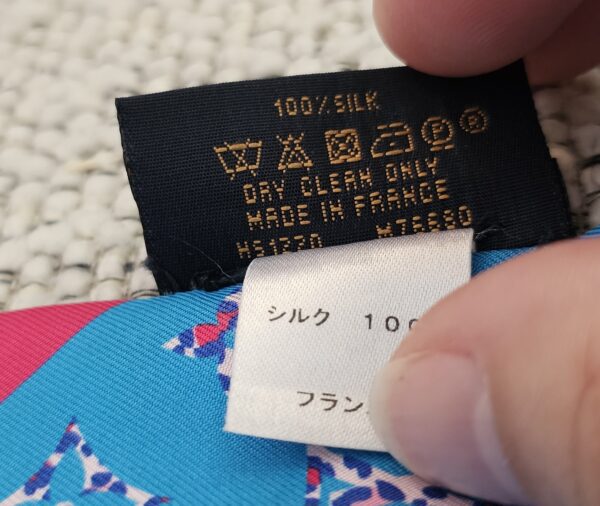 100% SILK
P P
DRY CLEAN ONLY
MADE IN FRANCE
シルク 10
フラン